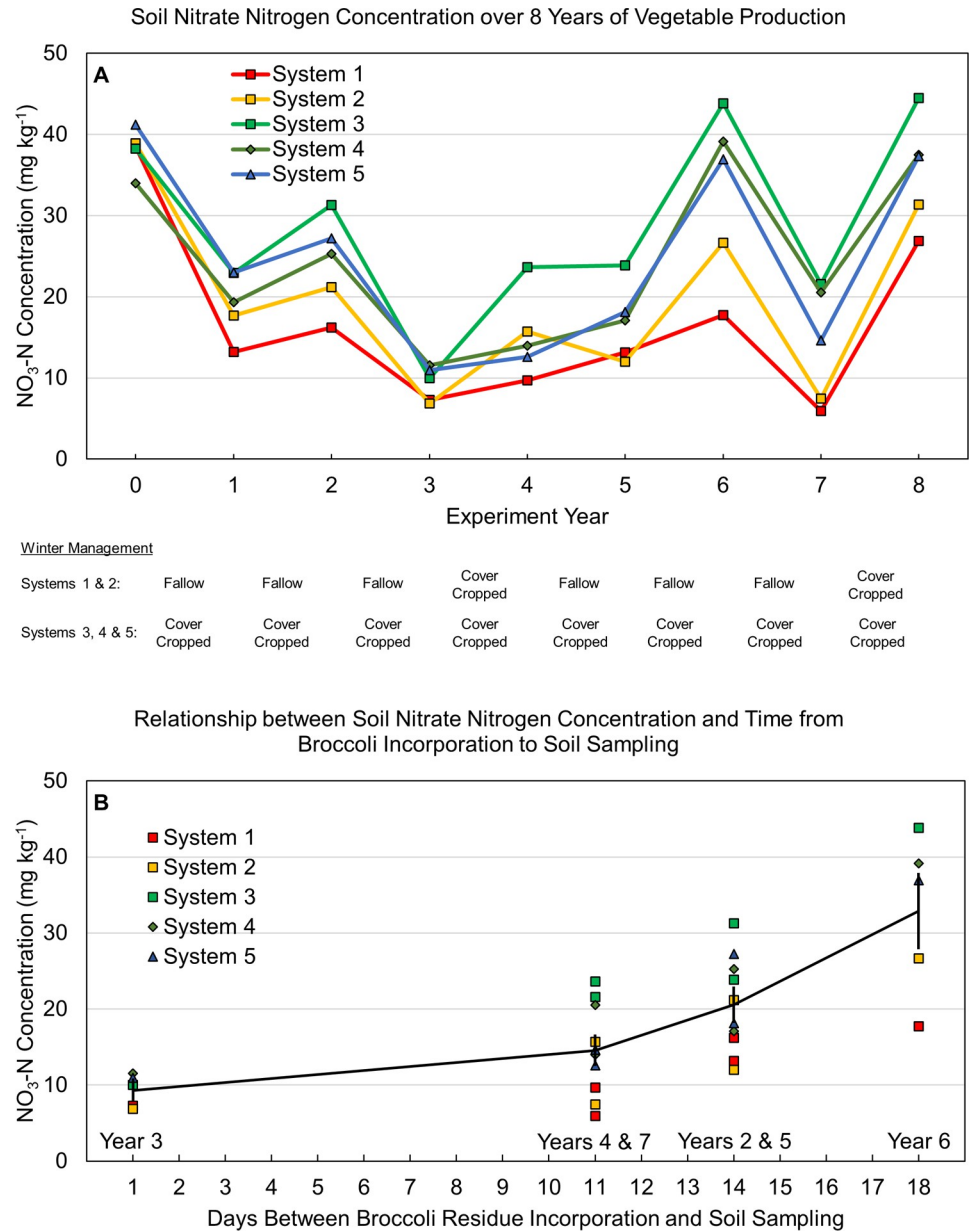 Soil Nitrate Nitrogen Concentration over 8 Years of Vegetable Production
A
System 1
System 2
System 3
System 4
System 5
NO₃-N Concentration (mg kg⁻¹)
50
40
30
20
10
0
0 1 2 3 4 5 6 7 8
Experiment Year
Winter Management
Systems 1 & 2: Fallow Fallow Fallow Cover Cropped Fallow Fallow Fallow Cover Cropped
Systems 3, 4 & 5: Cover Cropped Cover Cropped Cover Cropped Cover Cropped Cover Cropped Cover Cropped Cover Cropped Cover Cropped
Relationship between Soil Nitrate Nitrogen Concentration and Time from
Broccoli Incorporation to Soil Sampling
B
System 1
System 2
System 3
System 4
System 5
NO₃-N Concentration (mg kg⁻¹)
50
40
30
20
10
0
Year 3 Years 4 & 7 Years 2 & 5 Year 6
1 2 3 4 5 6 7 8 9 10 11 12 13 14 15 16 17 18
Days Between Broccoli Residue Incorporation and Soil Sampling